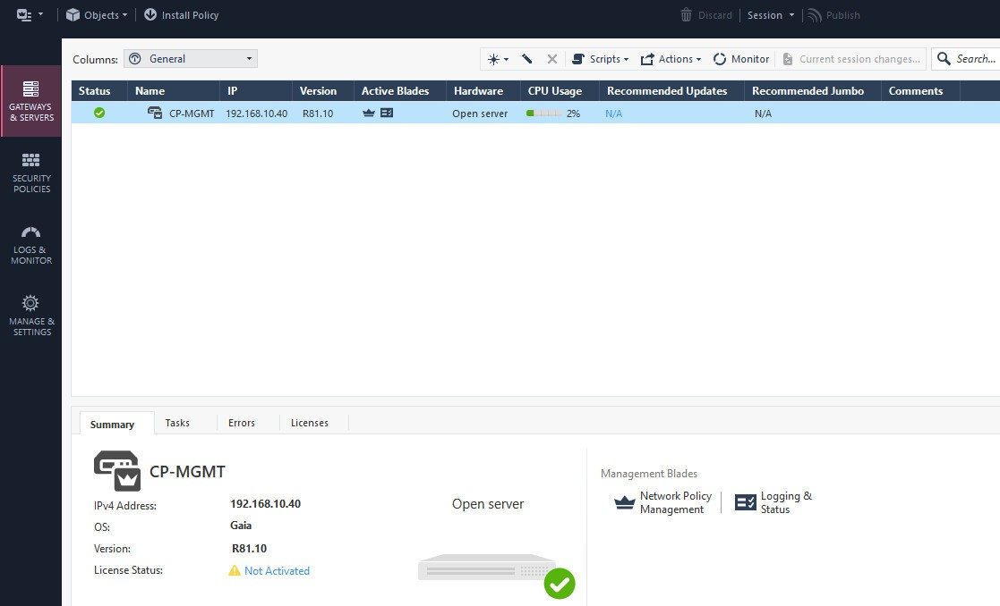 Objects Install Policy Discard Session Publish
Columns: General Scripts Actions Monitor Current session changes... Search...
GATEWAYS & SERVERS
SECURITY POLICIES
LOGS & MONITOR
MANAGE & SETTINGS
Status Name IP Version Active Blades Hardware CPU Usage Recommended Updates Recommended Jumbo Comments
CP-MGMT 192.168.10.40 R81.10 Open server 2% N/A N/A
Summary Tasks Errors Licenses
CP-MGMT
IPv4 Address: 192.168.10.40
OS: Gaia
Version: R81.10
License Status: Not Activated
Open server
Management Blades
Network Policy Management
Logging & Status